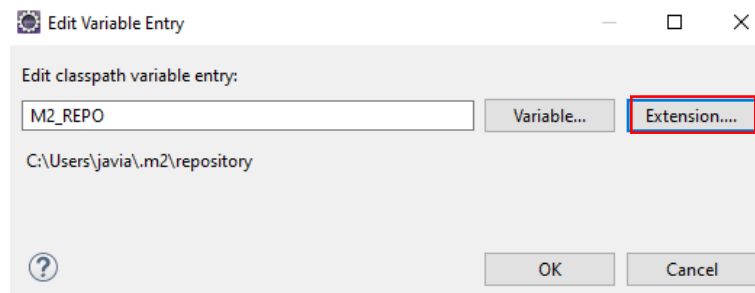 Edit Variable Entry
Edit classpath variable entry:
M2_REPO
Variable...
Extension....
C:\Users\javia\.m2\repository
?
OK
Cancel